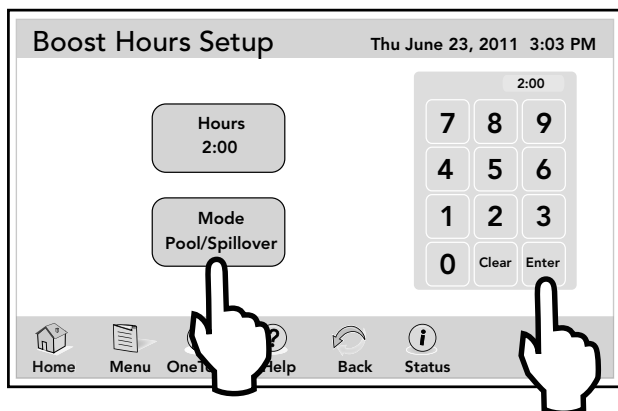 Boost Hours Setup
Thu June 23, 2011 3:03 PM
Hours
2:00
Mode
Pool/Spillover
2:00
7 8 9
4 5 6
1 2 3
0 Clear Enter
Home Menu Back Status